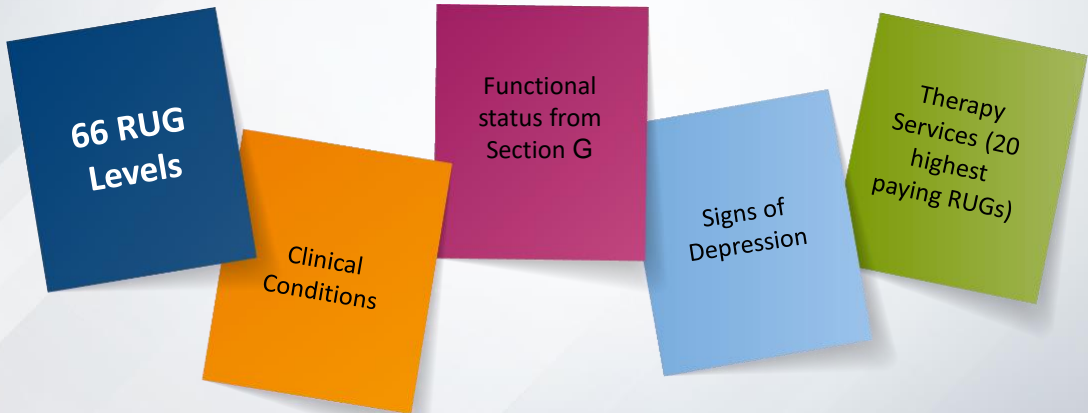 66 RUG
Levels
Clinical
Conditions
Functional
status from
Section G
Signs of
Depression
Therapy
Services (20
highest
paying RUGs)